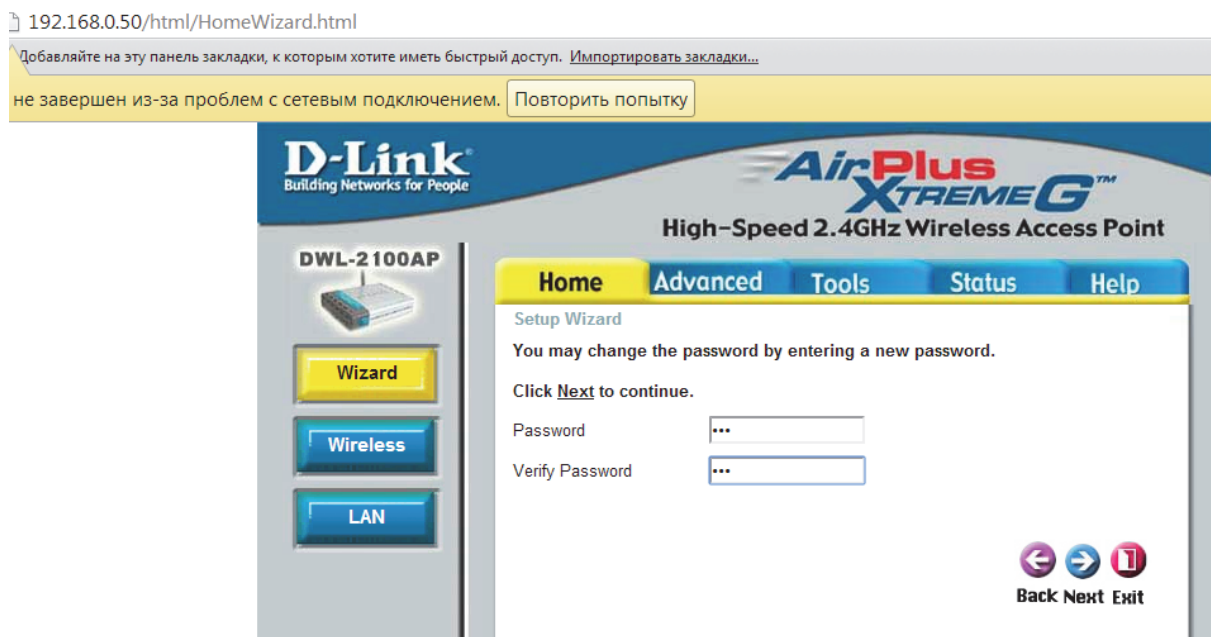 192.168.0.50/html/HomeWizard.html
Добавляйте на эту панель закладки, к которым хотите иметь быстрый доступ. Импортировать закладки...
не завершен из-за проблем с сетевым подключением. Повторить попытку
D-Link
Building Networks for People
AirPlus
XTREME G™
High-Speed 2.4GHz Wireless Access Point
DWL-2100AP
Home Advanced Tools Status Help
Setup Wizard
You may change the password by entering a new password.
Wizard
Click Next to continue.
Password •••
Wireless
Verify Password •••
LAN
Back Next Exit